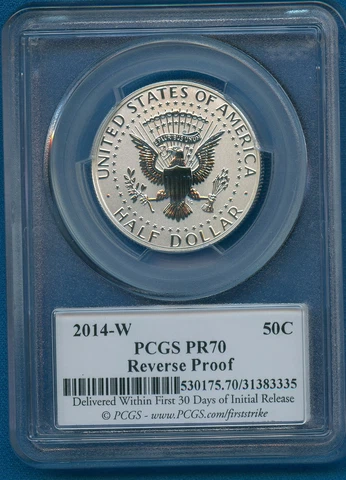 UNITED STATES OF AMERICA
HALF DOLLAR
2014-W 50C
PCGS PR70
Reverse Proof
530175.70/31383335
Delivered Within First 30 Days of Initial Release
© PCGS - www.PCGS.com/firststrike